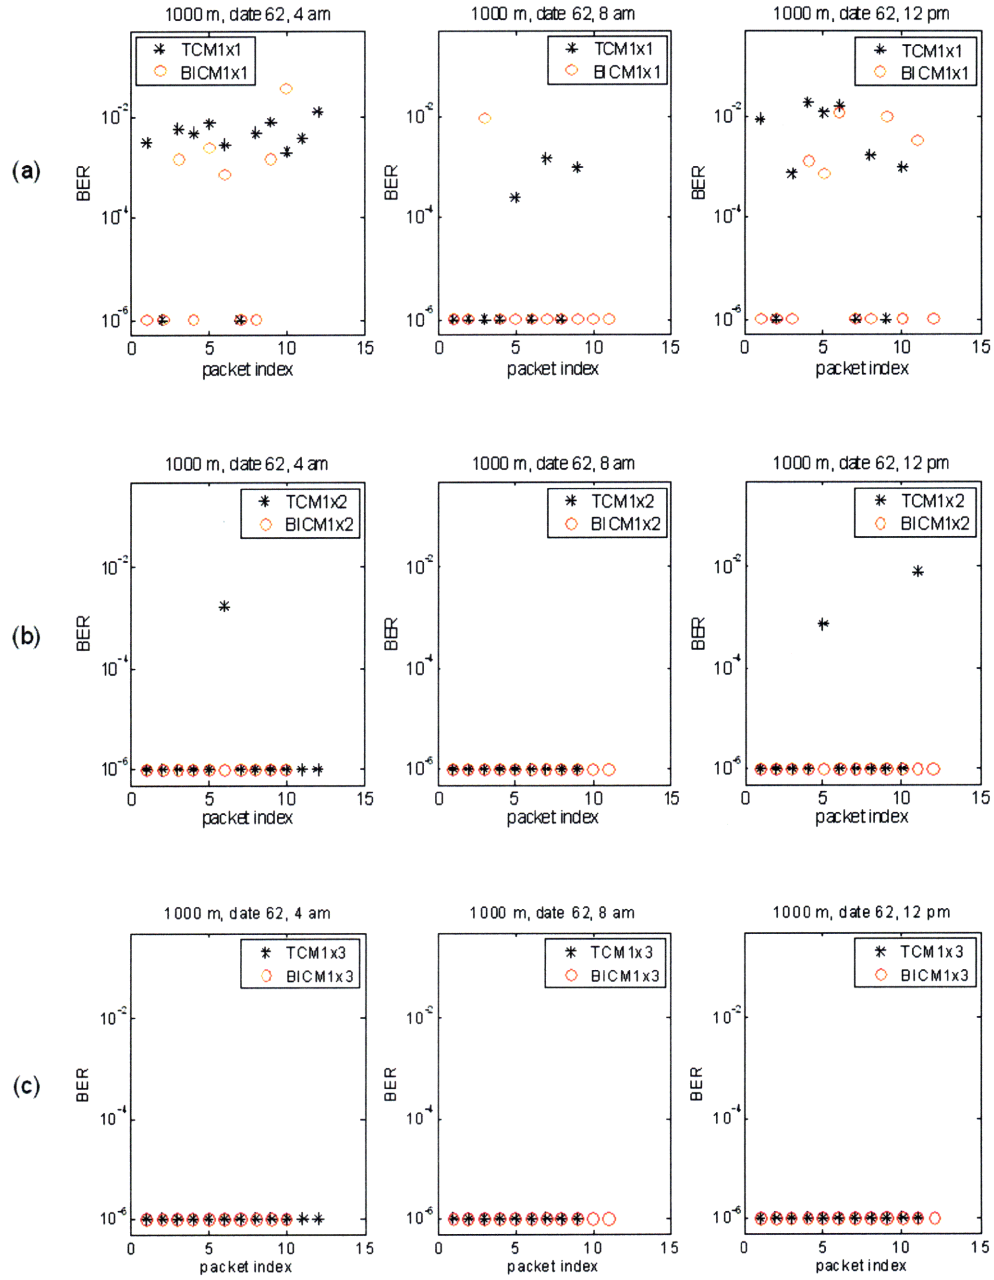 1000 m, date 62, 4 am
1000 m, date 62, 8 am
1000 m, date 62, 12 pm
TCM1x1
BICM1x1
TCM1x1
BICM1x1
TCM1x1
BICM1x1
(a)
BER
10-2
10-4
10-6
0 5 10 15
packet index
BER
10-2
10-4
10-6
0 5 10 15
packet index
BER
10-2
10-4
10-6
0 5 10 15
packet index
1000 m, date 62, 4 am
1000 m, date 62, 8 am
1000 m, date 62, 12 pm
TCM1x2
BICM1x2
TCM1x2
BICM1x2
TCM1x2
BICM1x2
(b)
BER
10-2
10-4
10-6
0 5 10 15
packet index
BER
10-2
10-4
10-6
0 5 10 15
packet index
BER
10-2
10-4
10-6
0 5 10 15
packet index
1000 m, date 62, 4 am
1000 m, date 62, 8 am
1000 m, date 62, 12 pm
TCM1x3
BICM1x3
TCM1x3
BICM1x3
TCM1x3
BICM1x3
(c)
BER
10-2
10-4
10-6
0 5 10 15
packet index
BER
10-2
10-4
10-6
0 5 10 15
packet index
BER
10-2
10-4
10-6
0 5 10 15
packet index